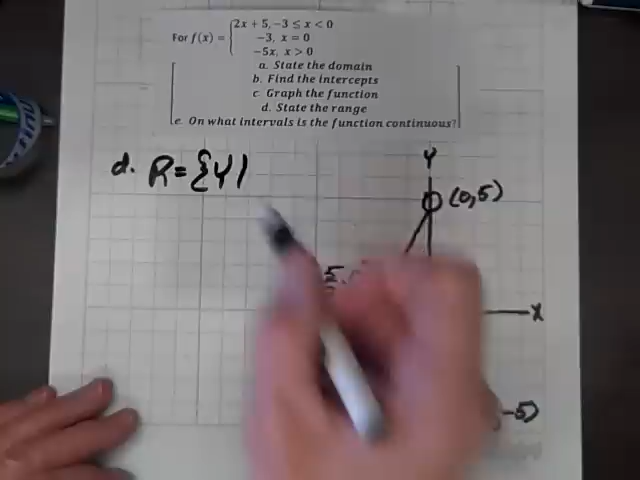 For f(x) = { 2x + 5, -3 ≤ x < 0
-3, x = 0
-5x, x > 0
a. State the domain
b. Find the intercepts
c. Graph the function
d. State the range
e. On what intervals is the function continuous?
d. R = {y|
Y
(0,5)
X
-5)